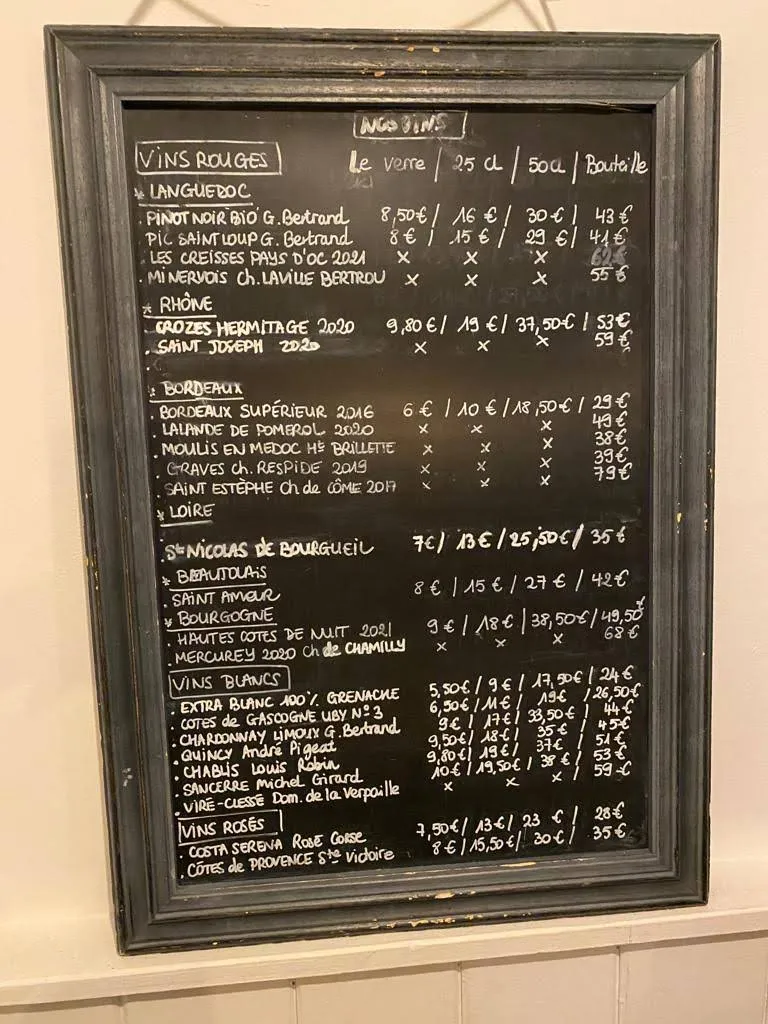 NOS VINS
VINS ROUGES Le verre / 25 cl / 50cl / Bouteille
* LANGUEDOC
. PINOT NOIR BIO G. Bertrand 8,50€ / 16 € / 30€ / 43 €
. PIC SAINT LOUP G. Bertrand 8€ / 15 € / 29 € / 41€
. LES CREISSES PAYS D'OC 2021 x x x 62€
. MINERVOIS Ch. LAVILLE BERTROU x x x 55 €
* RHÔNE
. CROZES HERMITAGE 2020 9,80 € / 19 € / 37,50€ / 53€
. SAINT JOSEPH 2020 x x x 59€
* BORDEAUX
. BORDEAUX SUPÉRIEUR 2016 6 € / 10 € / 18,50€ / 29€
. LALANDE DE POMEROL 2020 x x x 49€
. MOULIS EN MEDOC Hᵗ BRILLETTE x x x 38€
. GRAVES Ch. RESPIDE 2019 x x x 39€
. SAINT ESTÈPHE Ch de CÔME 2017 x x x 79€
* LOIRE
. Sᵗ NICOLAS DE BOURGUEIL 7€ / 13€ / 25,50€ / 35€
* BEAUJOLAIS
. SAINT AMOUR 8€ / 15€ / 27€ / 42€
* BOURGOGNE
. HAUTES COTES DE NUIT 2021 9€ / 18€ / 38,50€ / 49,50€
. MERCUREY 2020 Ch de CHAMILLY x x x 68€
VINS BLANCS
. EXTRA BLANC 100% GRENACHE 5,50€ / 9€ / 17,50€ / 24€
. COTES de GASCOGNE UBY N°3 6,50€ / 11€ / 19€ / 26,50€
. CHARDONNAY LIMOUX G. Bertrand 9€ / 17€ / 33,50€ / 44€
. QUINCY André Pigeat 9,50€ / 18€ / 35€ / 45€
. CHABLIS Louis Robin 9,80€ / 19€ / 37€ / 51€
. SANCERRE Michel Girard 10€ / 19,50€ / 38€ / 53€
. VIRÉ-CLESSÉ Dom. de la Verpaille x x x 59€
VINS ROSÉS
. COSTA SERENA ROSÉ CORSE 7,50€ / 13€ / 23 € / 28€
. CÔTES de PROVENCE Sᵗᵉ Victoire 8€ / 15,50€ / 30€ / 35€